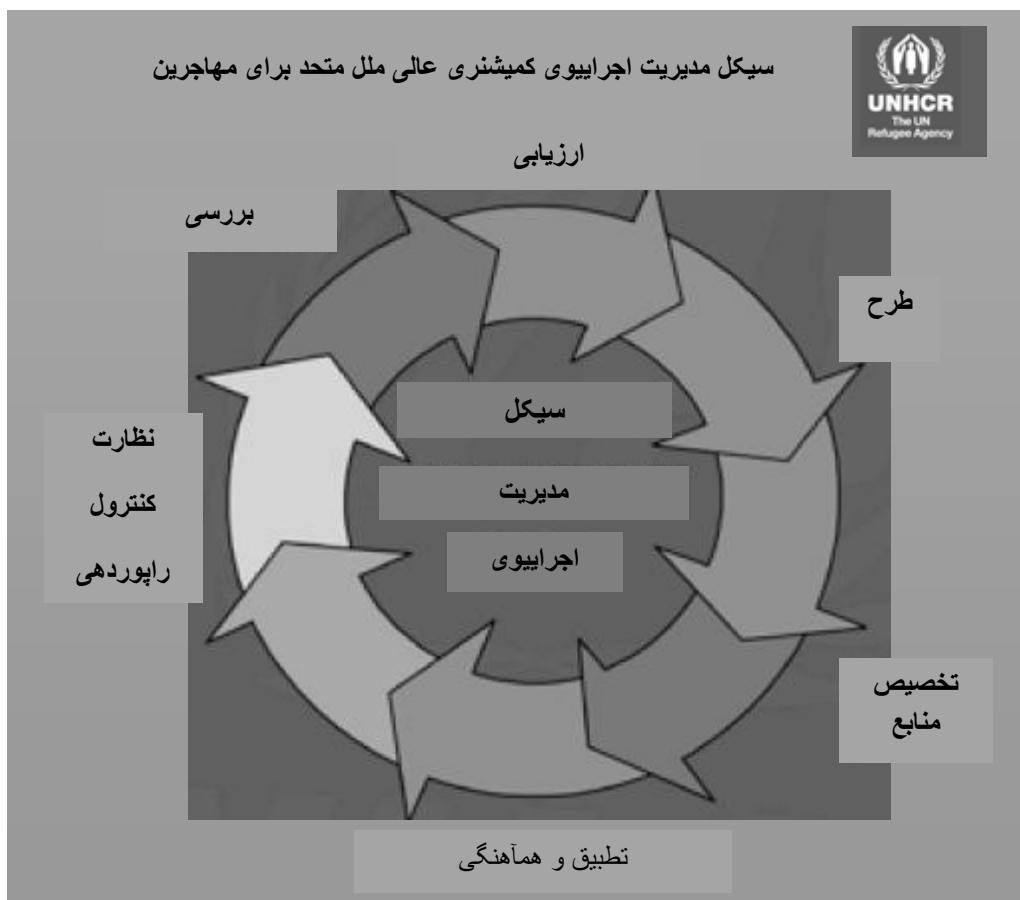 سیکل مدیریت اجراییوی کمیشنری عالی ملل متحد برای مهاجرین
UNHCR
The UN
Refugee Agency
ارزیابی
بررسی
طرح
سیکل
مدیریت
اجراییوی
نظارت
کنترول
راپوردهی
تخصیص
منابع
تطبیق و همآهنگی